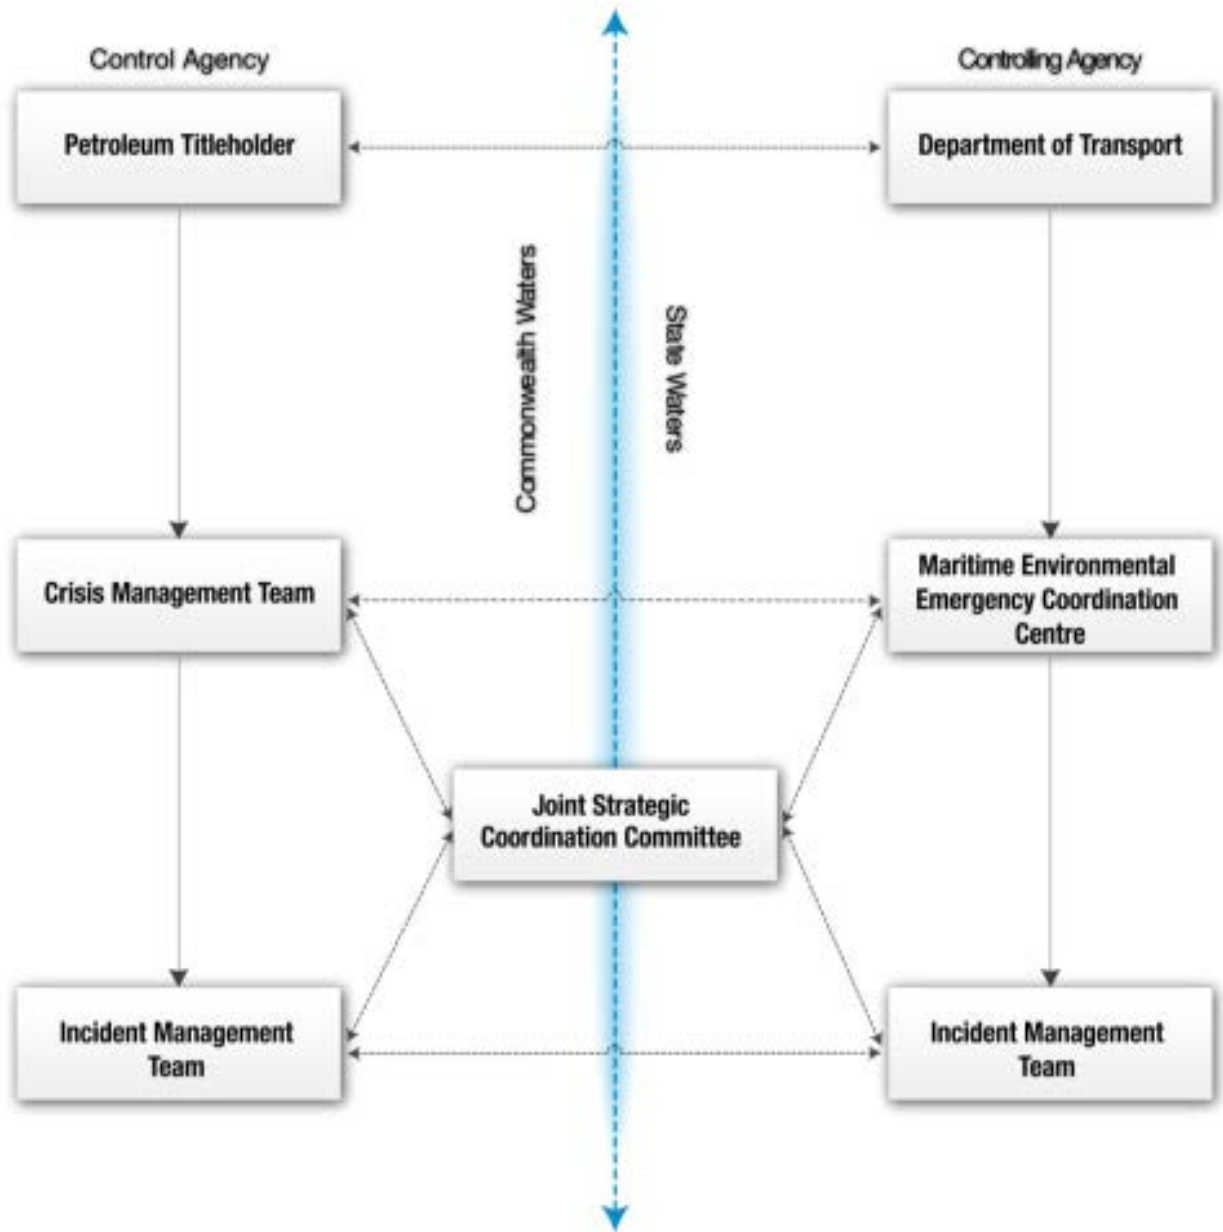 Control Agency
Controlling Agency
Petroleum Titleholder
Department of Transport
Commonwealth Waters
State Waters
Crisis Management Team
Maritime Environmental
Emergency Coordination
Centre
Joint Strategic
Coordination Committee
Incident Management
Team
Incident Management
Team